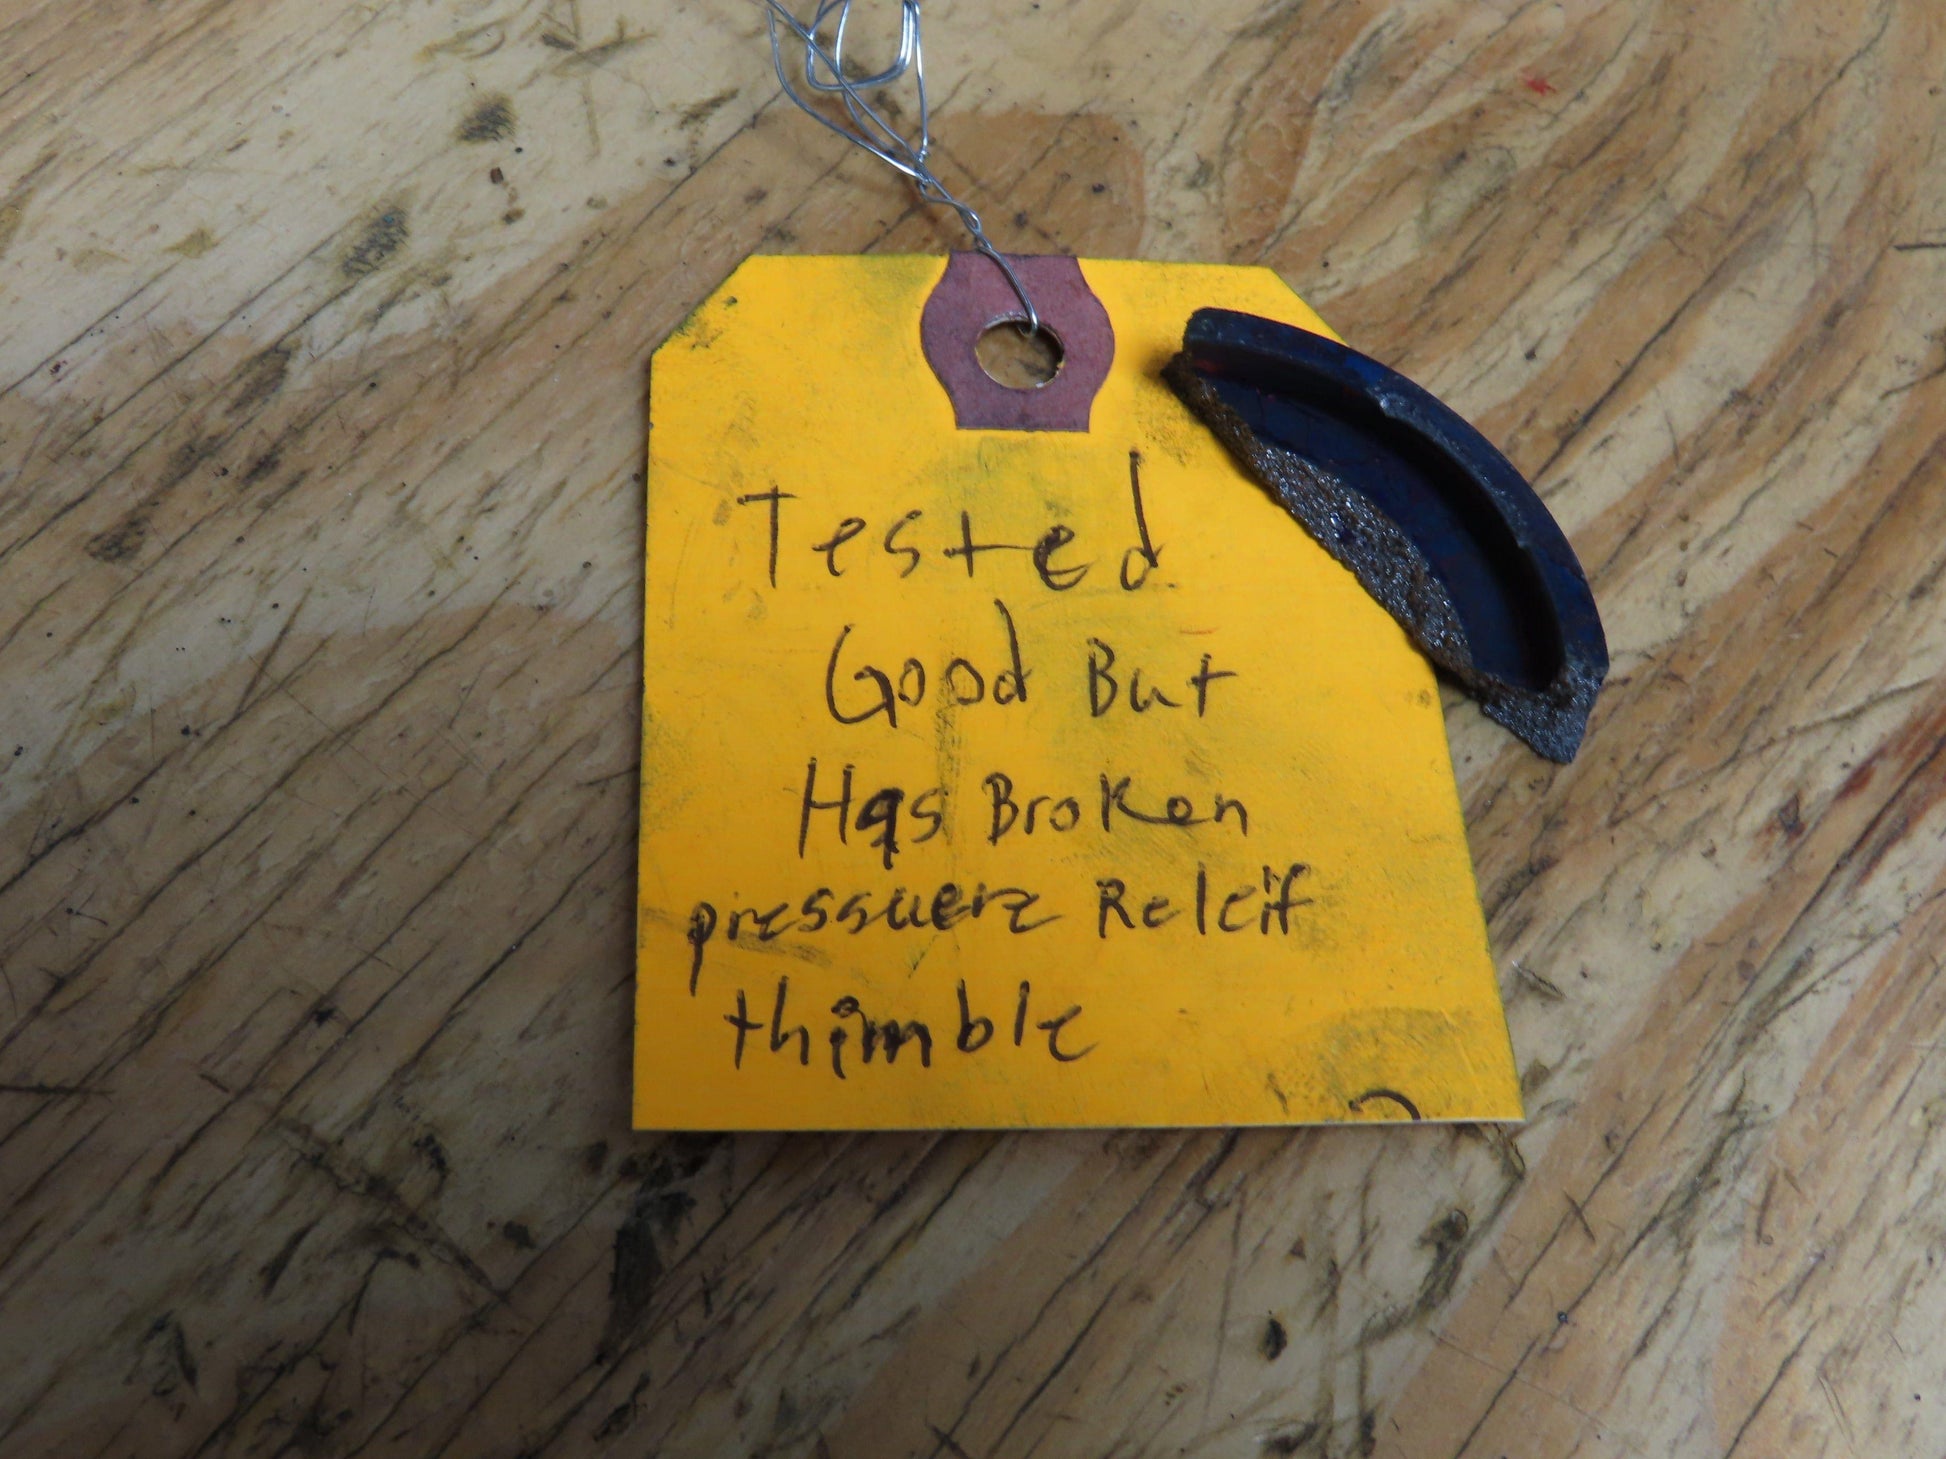 Tested
Good But
Has Broken
pressuere Releif
thimble